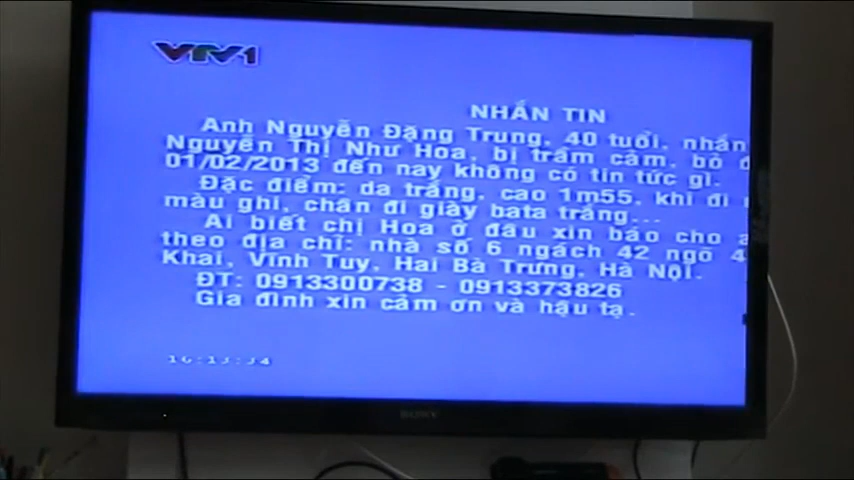 VTV1
NHẮN TIN
Anh Nguyễn Đặng Trung, 40 tuổi, nhắn
Nguyễn Thị Như Hoa, bị trầm cảm, bỏ
01/02/2013 đến nay không có tin tức gì.
Đặc điểm: da trắng, cao 1m55, khi đi
màu ghi, chân đi giày bata trắng...
Ai biết chị Hoa ở đâu xin báo cho
theo địa chỉ: nhà số 6 ngách 42 ngõ 4
Khai, Vĩnh Tuy, Hai Bà Trưng, Hà Nội.
ĐT: 0913300738 - 0913373826
Gia đình xin cảm ơn và hậu tạ.
SONY